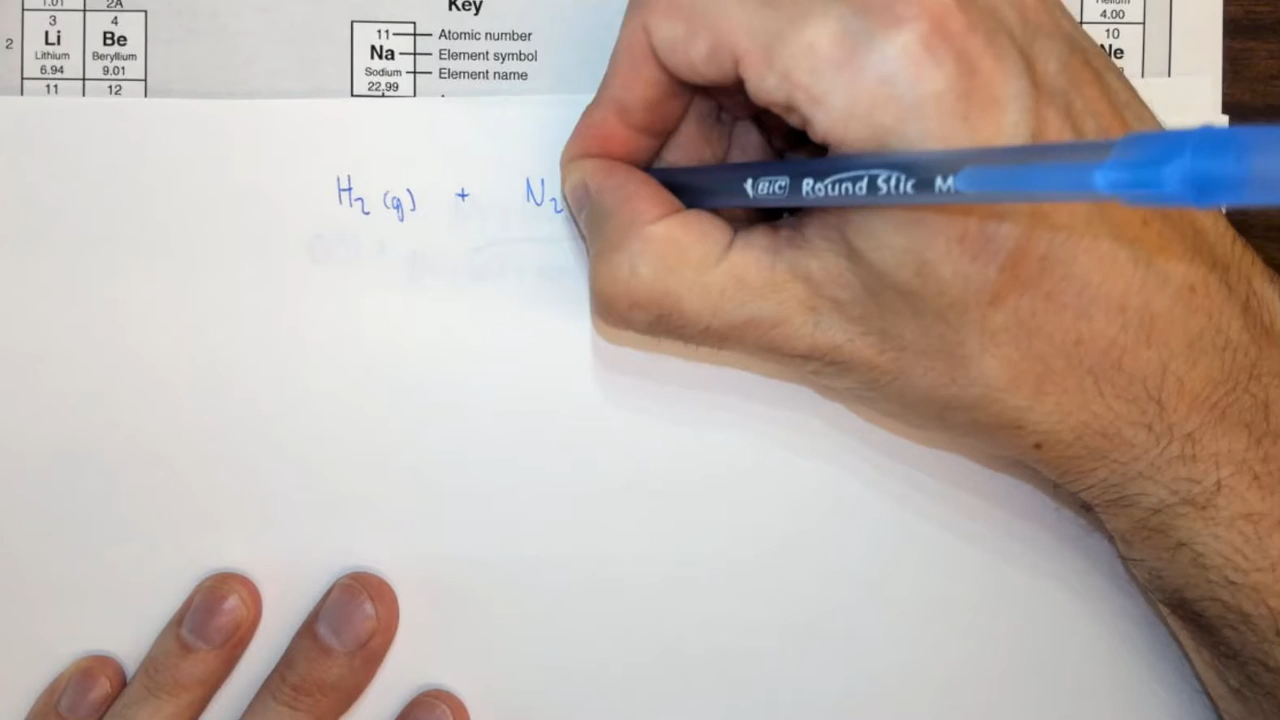 1.01 2A Key 4.00
3 4 11 Atomic number 10
2 Li Be Na Element symbol Ne
Lithium Beryllium Sodium Element name
6.94 9.01 22.99
11 12
H₂ (g) + N₂
BIC Round Stic M